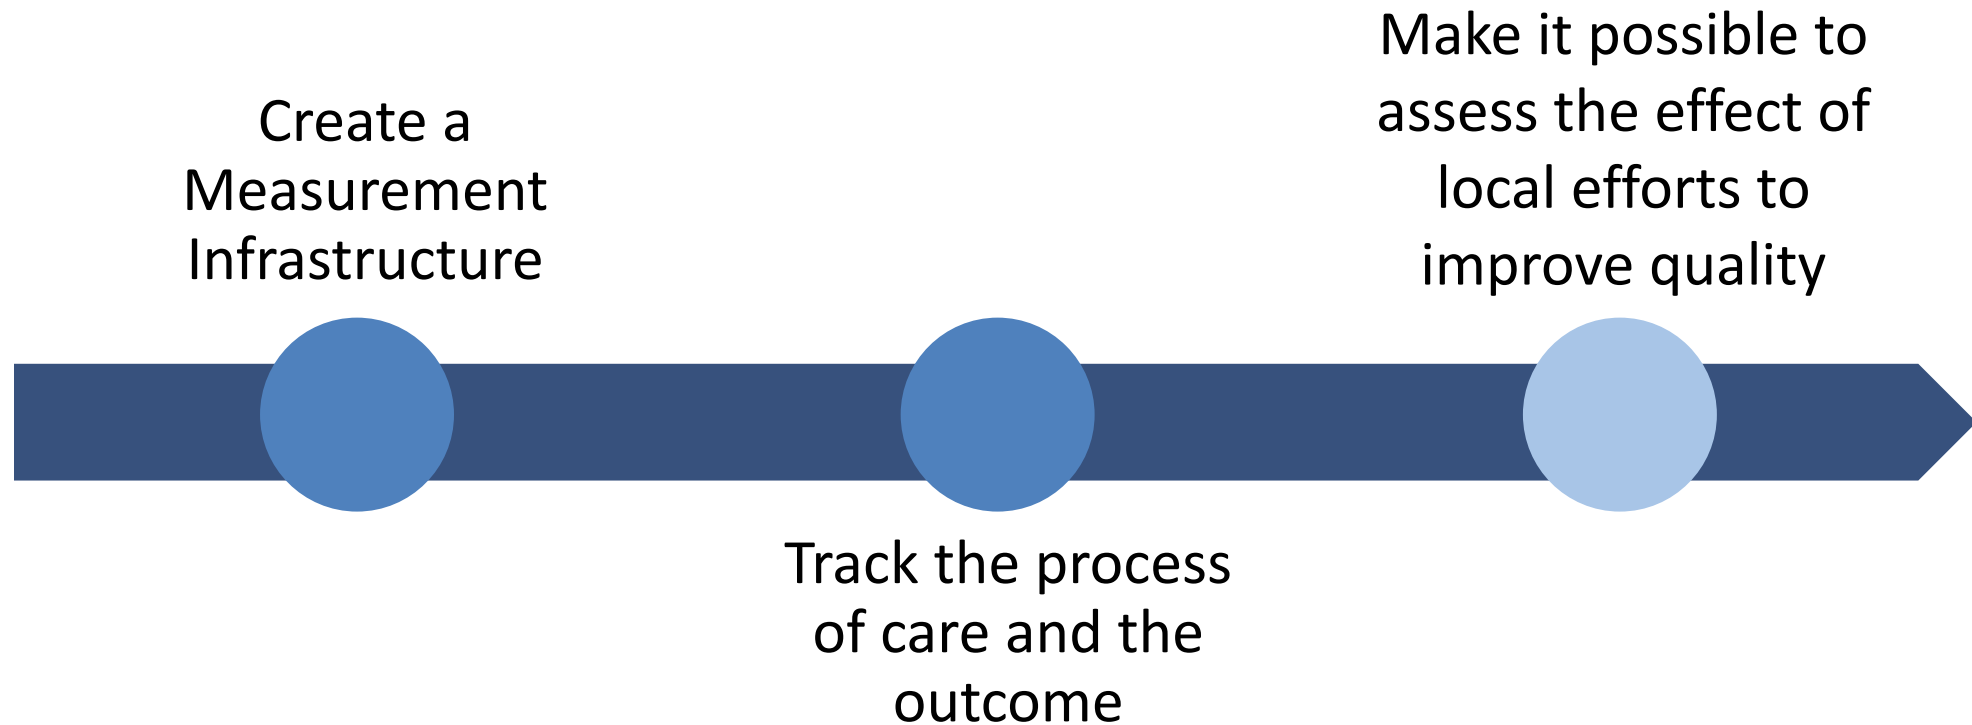 Create a
Measurement
Infrastructure
Track the process
of care and the
outcome
Make it possible to
assess the effect of
local efforts to
improve quality